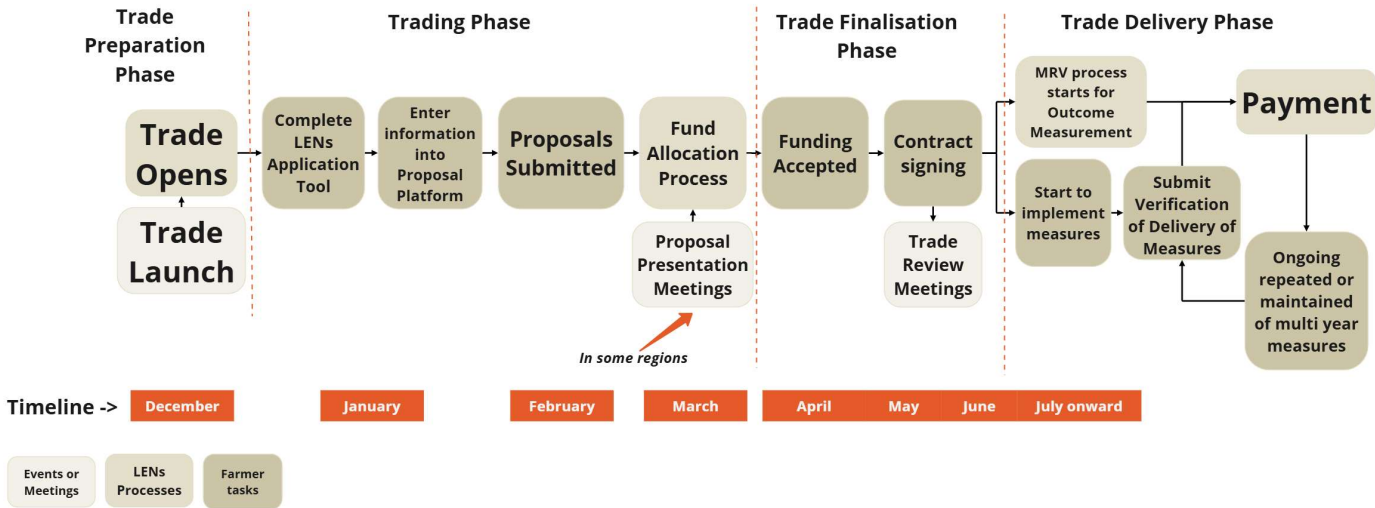 Trade
Preparation
Phase
Trading Phase
Trade Finalisation
Phase
Trade Delivery Phase
Trade
Opens
Trade
Launch
Complete
LENs
Application
Tool
Enter
information
into
Proposal
Platform
Proposals
Submitted
Fund
Allocation
Process
Proposal
Presentation
Meetings
In some regions
Funding
Accepted
Contract
signing
Trade
Review
Meetings
MRV process
starts for
Outcome
Measurement
Start to
implement
measures
Submit
Verification
of Delivery of
Measures
Payment
Ongoing
repeated or
maintained
of multi year
measures
Timeline ->
December
January
February
March
April
May
June
July onward
Events or
Meetings
LENs
Processes
Farmer
tasks